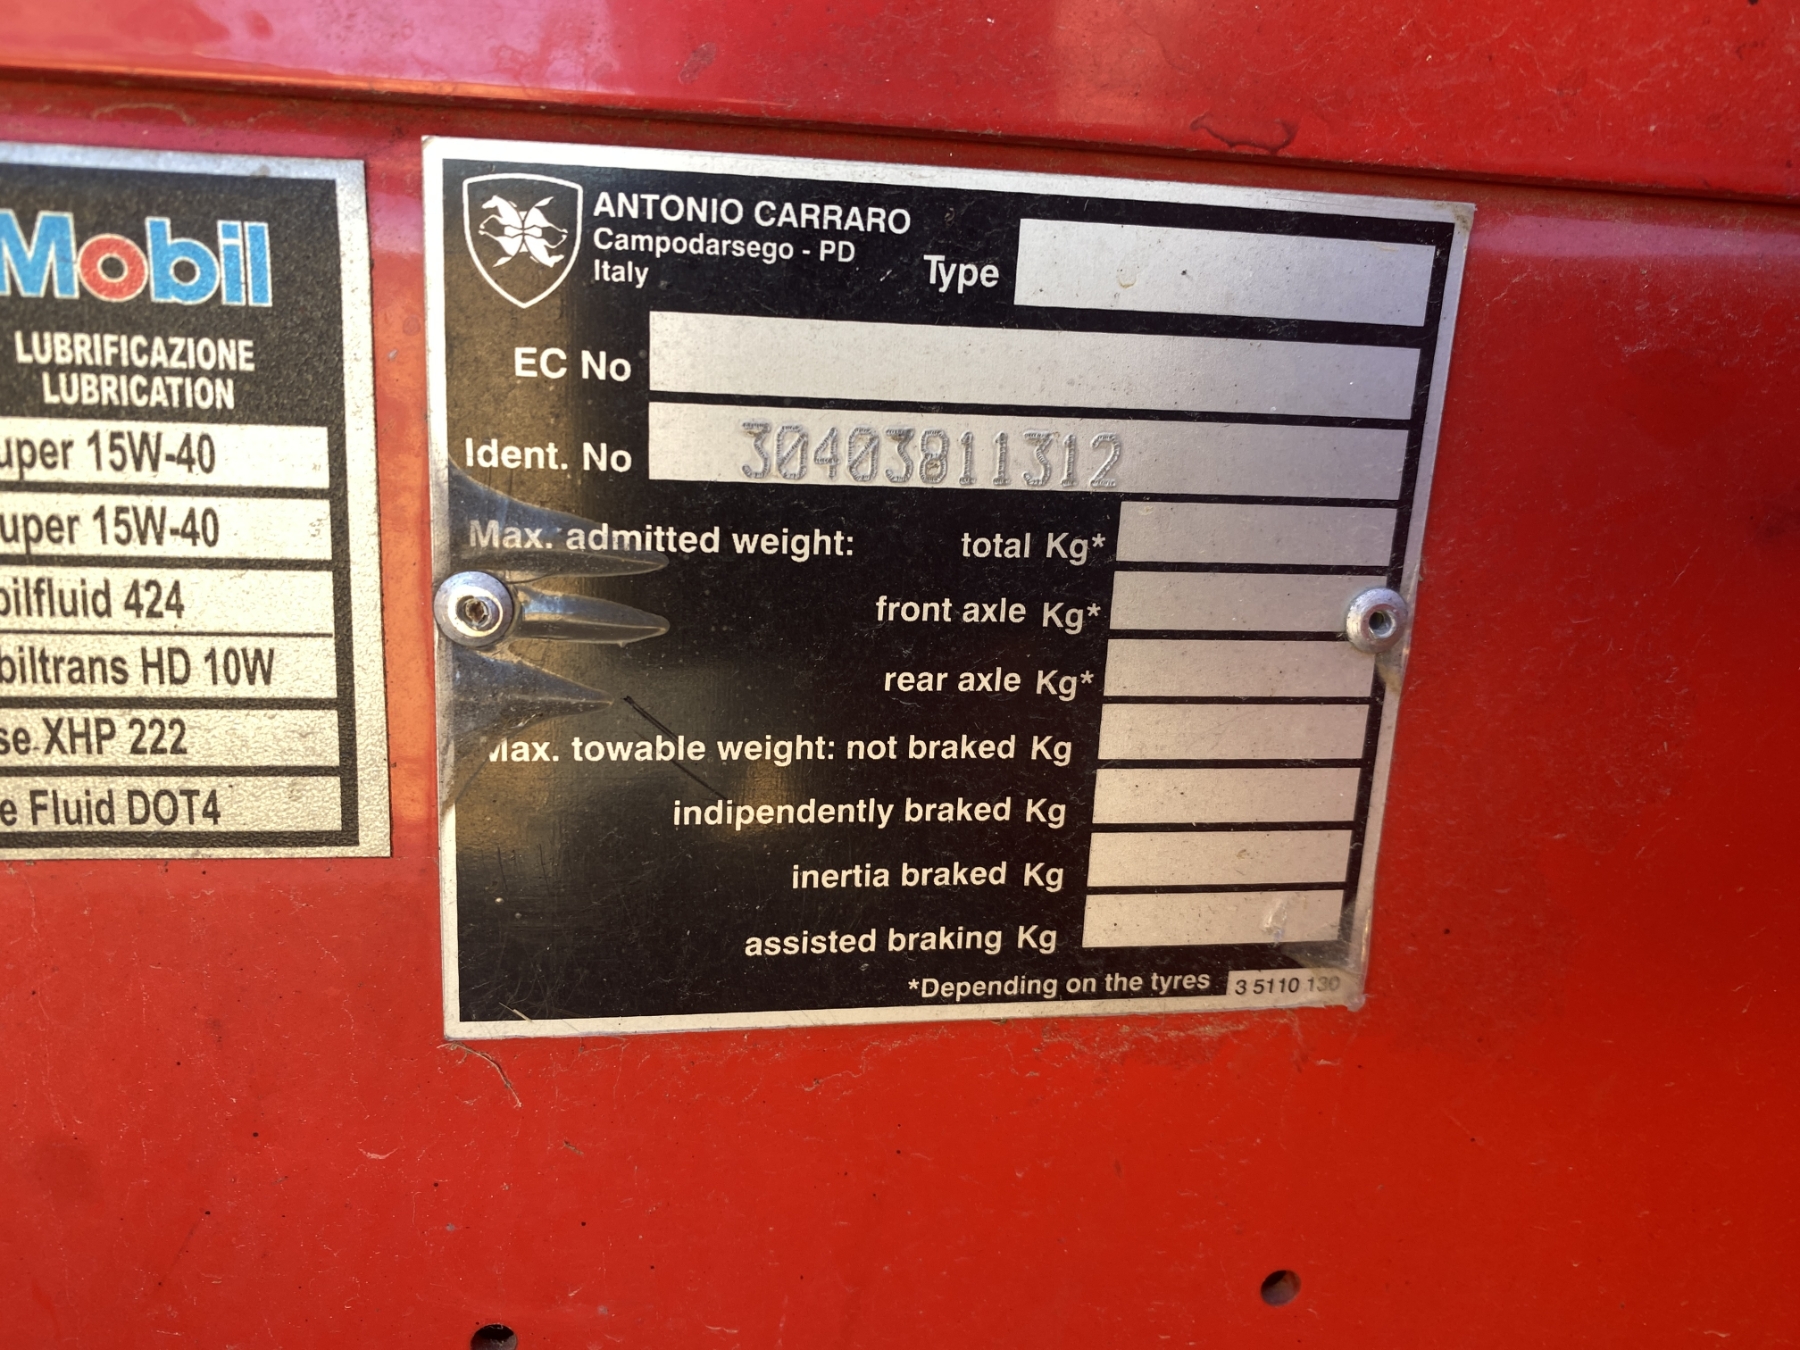 Mobil
LUBRIFICAZIONE
LUBRICATION
uper 15W-40
uper 15W-40
bilfluid 424
biltrans HD 10W
se XHP 222
e Fluid DOT4
ANTONIO CARRARO
Campodarsego - PD
Italy
Type
EC No
Ident. No 30403811312
Max. admitted weight: total Kg*
front axle Kg*
rear axle Kg*
Max. towable weight: not braked Kg
indipendently braked Kg
inertia braked Kg
assisted braking Kg
*Depending on the tyres 3 5110 130